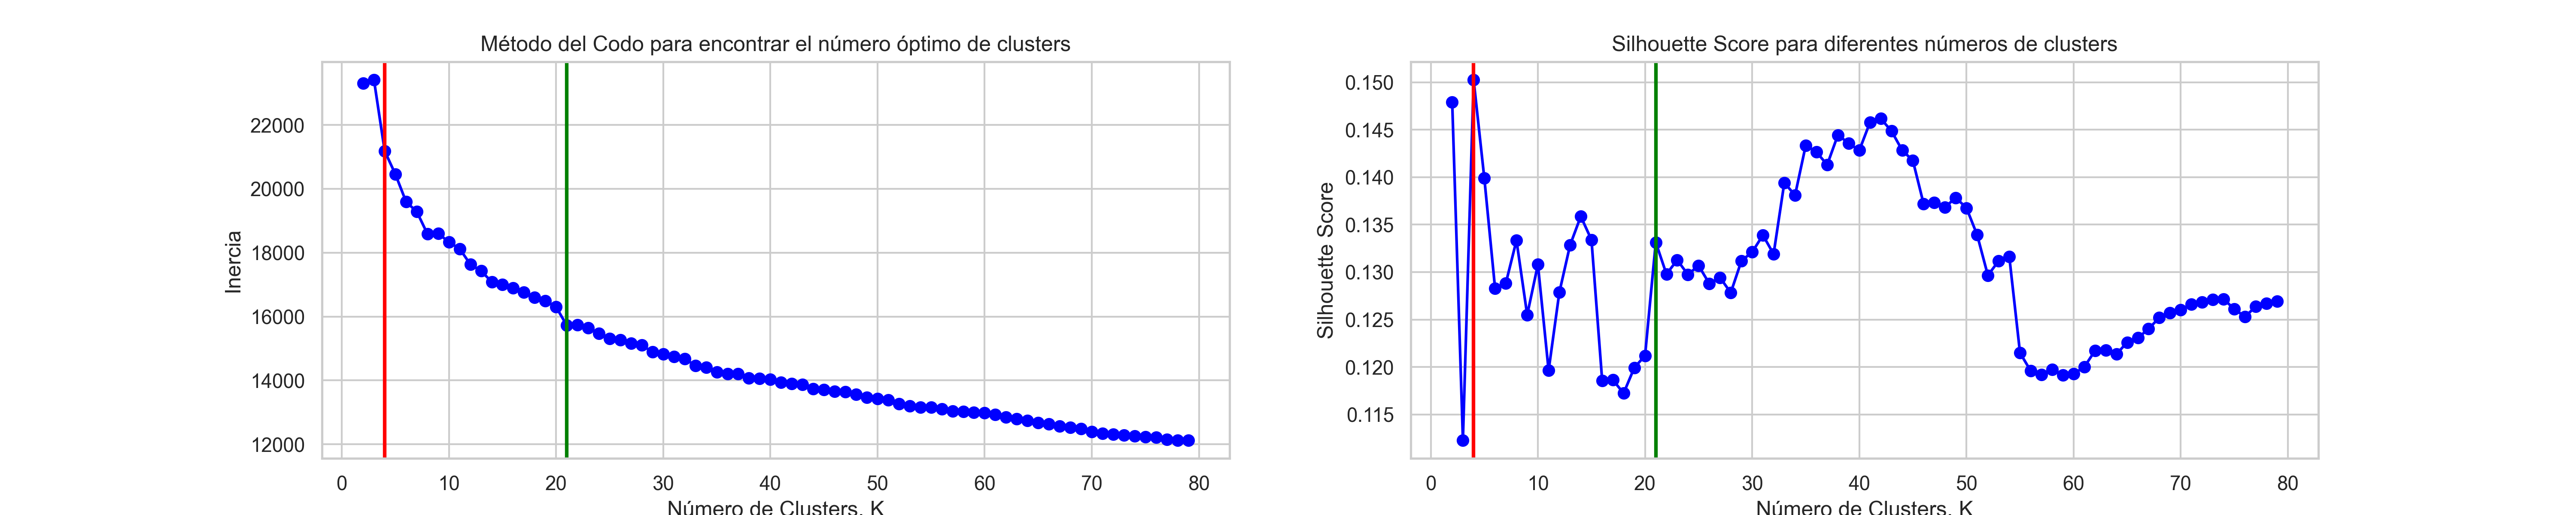 Método del Codo para encontrar el número óptimo de clusters
Inercia
22000
20000
18000
16000
14000
12000
0 10 20 30 40 50 60 70 80
Número de Clusters, K
Silhouette Score para diferentes números de clusters
Silhouette Score
0.150
0.145
0.140
0.135
0.130
0.125
0.120
0.115
0 10 20 30 40 50 60 70 80
Número de Clusters, K